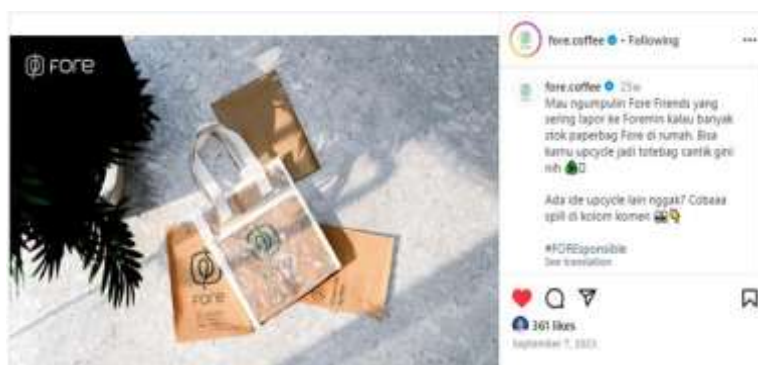 FORE
FORE
fore.coffee • Following
fore.coffee 25w
Mau ngumpulin Fore Friends yang
sering lapor ke Foremin kalau banyak
stok paperbag Fore di rumah. Bisa
kamu upcycle jadi totebag cantik gini
nih
Ada ide upcycle lain nggak? Cobaaa
spill di kolom komen
#FOREsponsible
See translation
361 likes
September 7, 2023